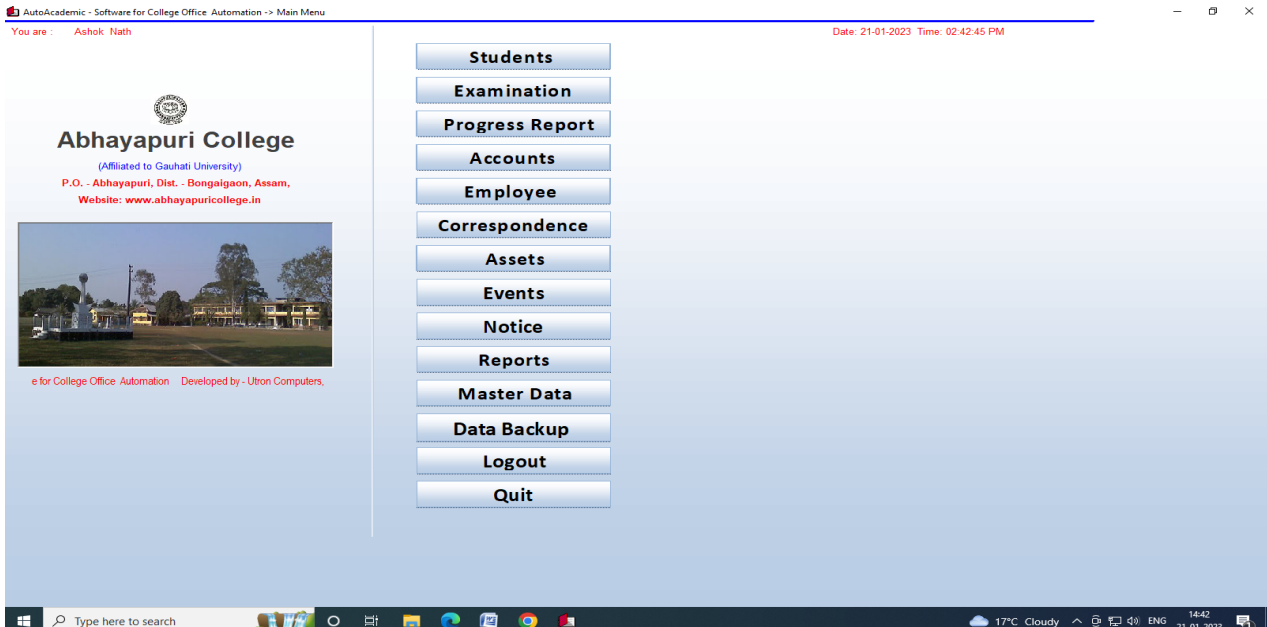 AutoAcademic - Software for College Office Automation -> Main Menu
You are : Ashok Nath
Date: 21-01-2023 Time: 02:42:45 PM
Abhayapuri College
(Affiliated to Gauhati University)
P.O. - Abhayapuri, Dist. - Bongaigaon, Assam,
Website: www.abhayapuricollege.in
e for College Office Automation Developed by - Utron Computers,
Students
Examination
Progress Report
Accounts
Employee
Correspondence
Assets
Events
Notice
Reports
Master Data
Data Backup
Logout
Quit
Type here to search
17°C Cloudy
ENG
14:42
21-01-2023